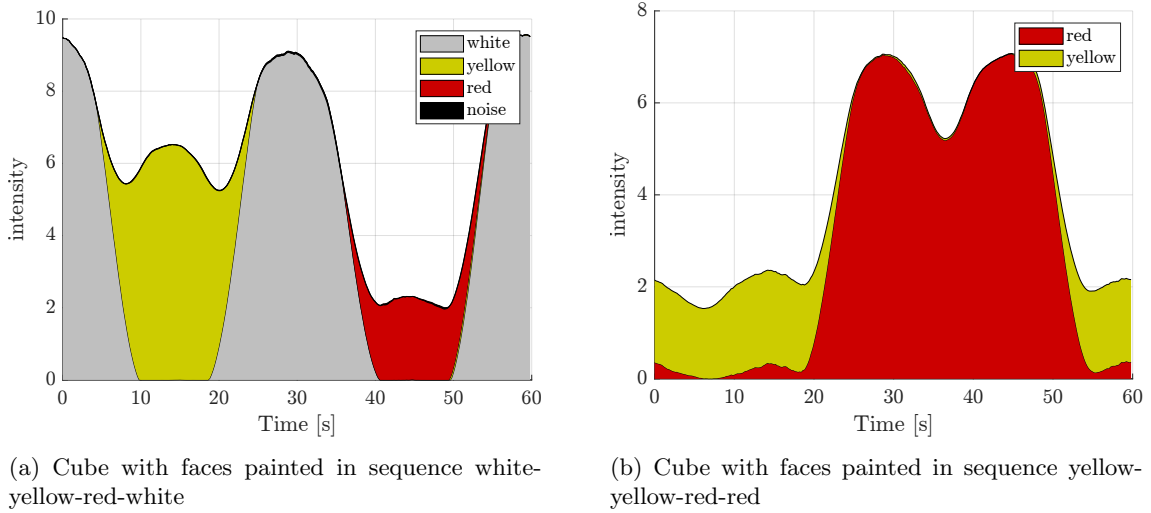 10
8
6
4
2
0
intensity
white
yellow
red
noise
0 10 20 30 40 50 60
Time [s]
(a) Cube with faces painted in sequence white-
yellow-red-white
8
6
4
2
0
intensity
red
yellow
0 10 20 30 40 50 60
Time [s]
(b) Cube with faces painted in sequence yellow-
yellow-red-red